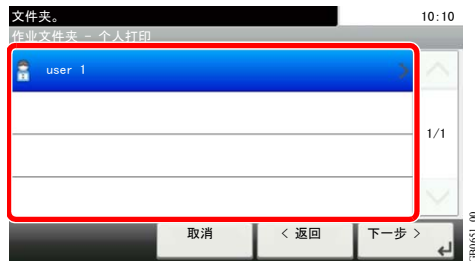 文件夹。
10:10
作业文件夹 - 个人打印
user 1
1/1
取消
< 返回
下一步 >